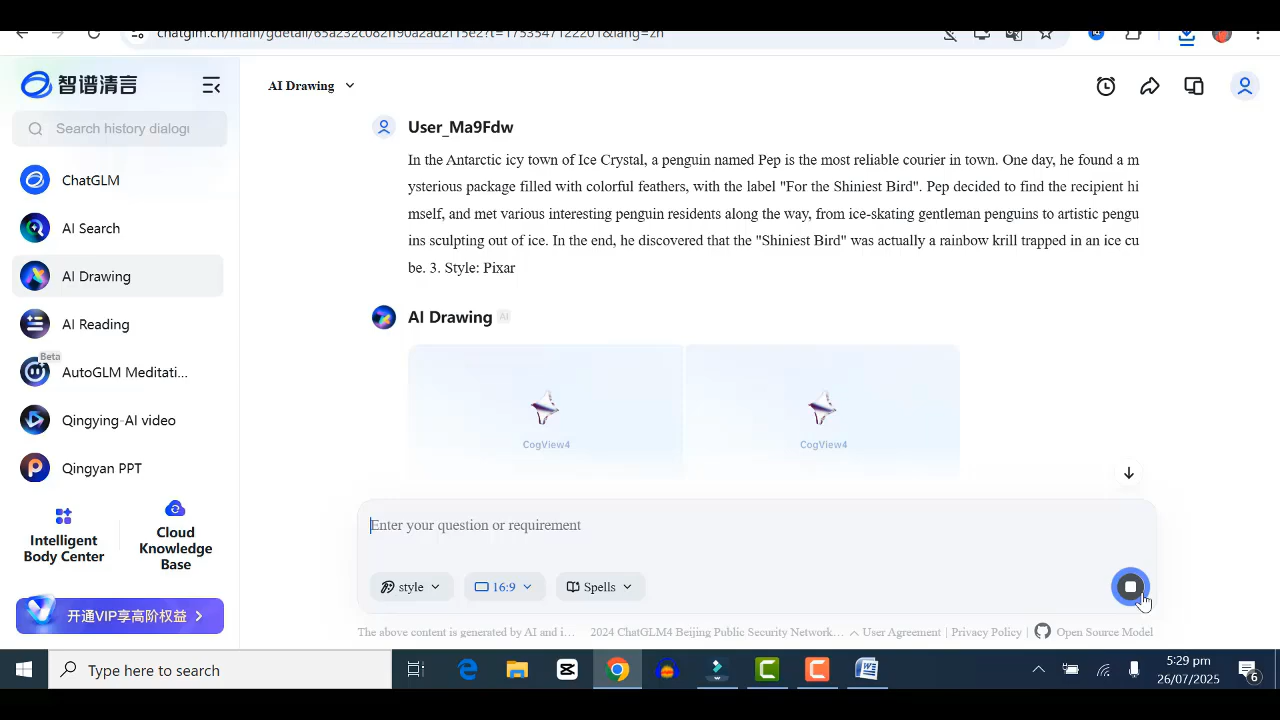 智谱清言
Search history dialogu
ChatGLM
AI Search
AI Drawing
AI Reading
Beta
AutoGLM Meditati...
Qingying-AI video
Qingyan PPT
Intelligent
Body Center
Cloud
Knowledge
Base
开通VIP享高阶权益 >
AI Drawing
User_Ma9Fdw
In the Antarctic icy town of Ice Crystal, a penguin named Pep is the most reliable courier in town. One day, he found a m
ysterious package filled with colorful feathers, with the label "For the Shiniest Bird". Pep decided to find the recipient hi
mself, and met various interesting penguin residents along the way, from ice-skating gentleman penguins to artistic pengu
ins sculpting out of ice. In the end, he discovered that the "Shiniest Bird" was actually a rainbow krill trapped in an ice cu
be. 3. Style: Pixar
AI Drawing AI
CogView4 CogView4
Enter your question or requirement
style 16:9 Spells
The above content is generated by AI and i... 2024 ChatGLM4 Beijing Public Security Network... User Agreement | Privacy Policy | Open Source Model
Type here to search
5:29 pm
26/07/2025
6